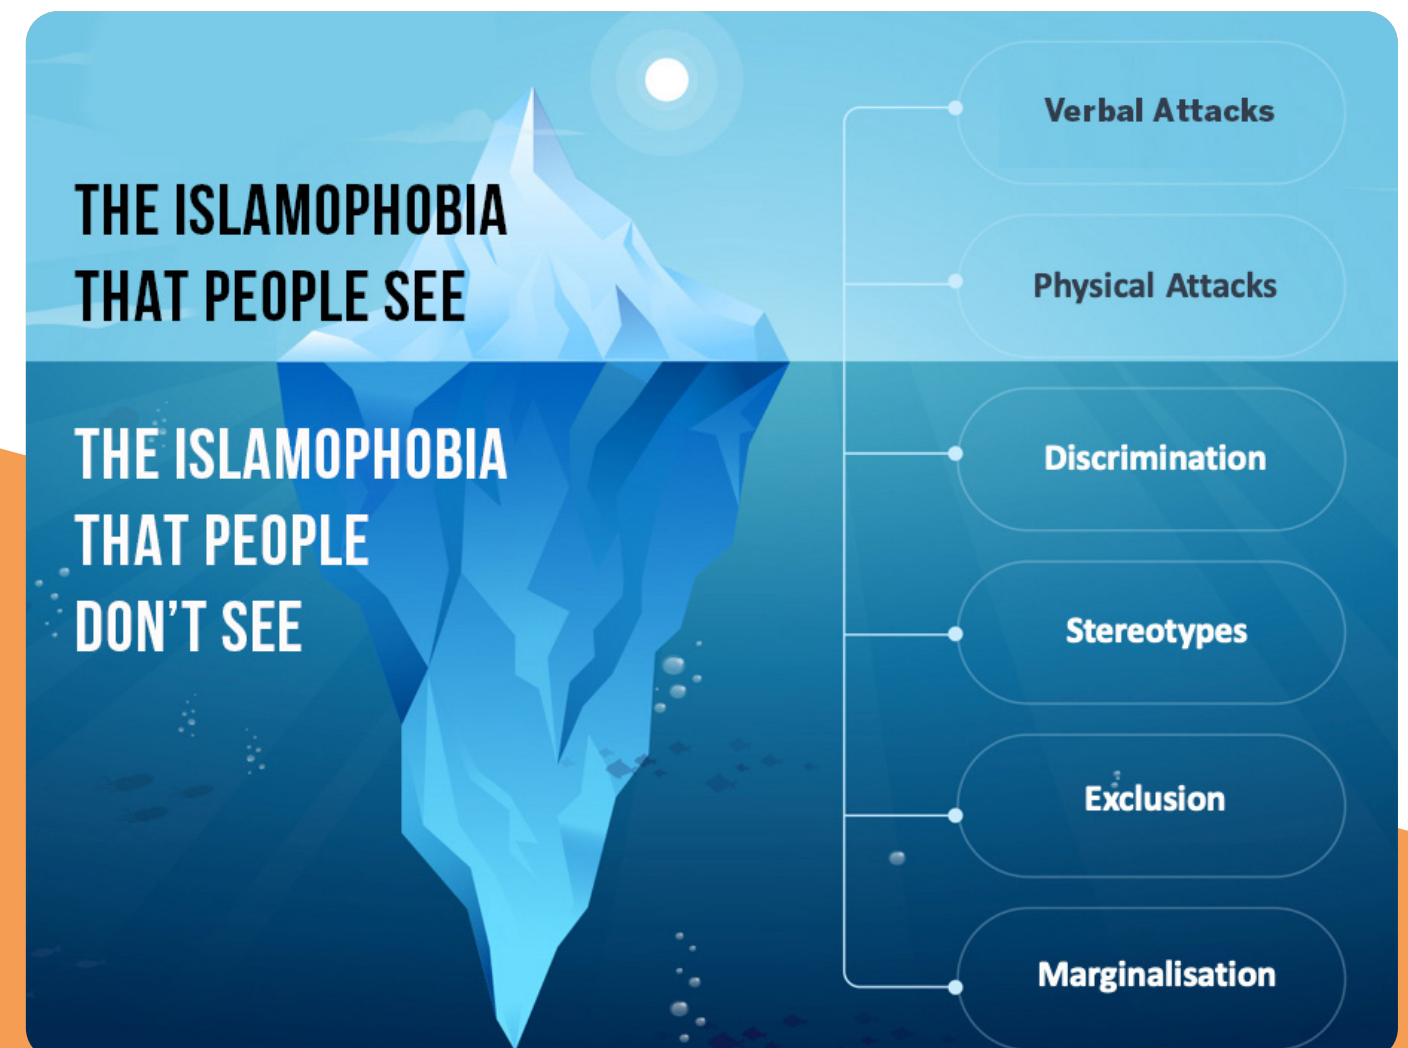 THE ISLAMOPHOBIA
THAT PEOPLE SEE
THE ISLAMOPHOBIA
THAT PEOPLE
DON'T SEE
Verbal Attacks
Physical Attacks
Discrimination
Stereotypes
Exclusion
Marginalisation